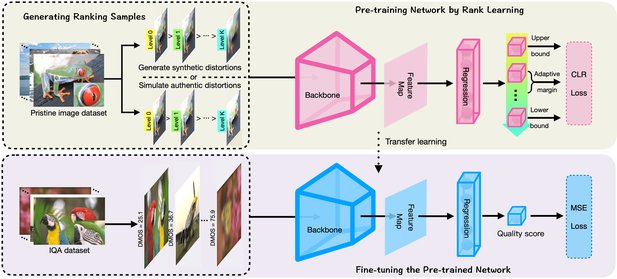 Generating Ranking Samples
Pre-training Network by Rank Learning
Level 0
Level 1
Level K
> > ··· >
Generate synthetic distortions
or
Simulate authentic distortions
Level 0
Level 1
Level K
> > ··· >
Pristine image dataset
Backbone
Feature
Map
Regression
Upper
bound
Adaptive
margin
Lower
bound
CLR
Loss
Transfer learning
IQA dataset
DMOS = 25.1
DMOS = 36.7
DMOS = 75.9
Backbone
Feature
Map
Regression
Quality score
MSE
Loss
Fine-tuning the Pre-trained Network